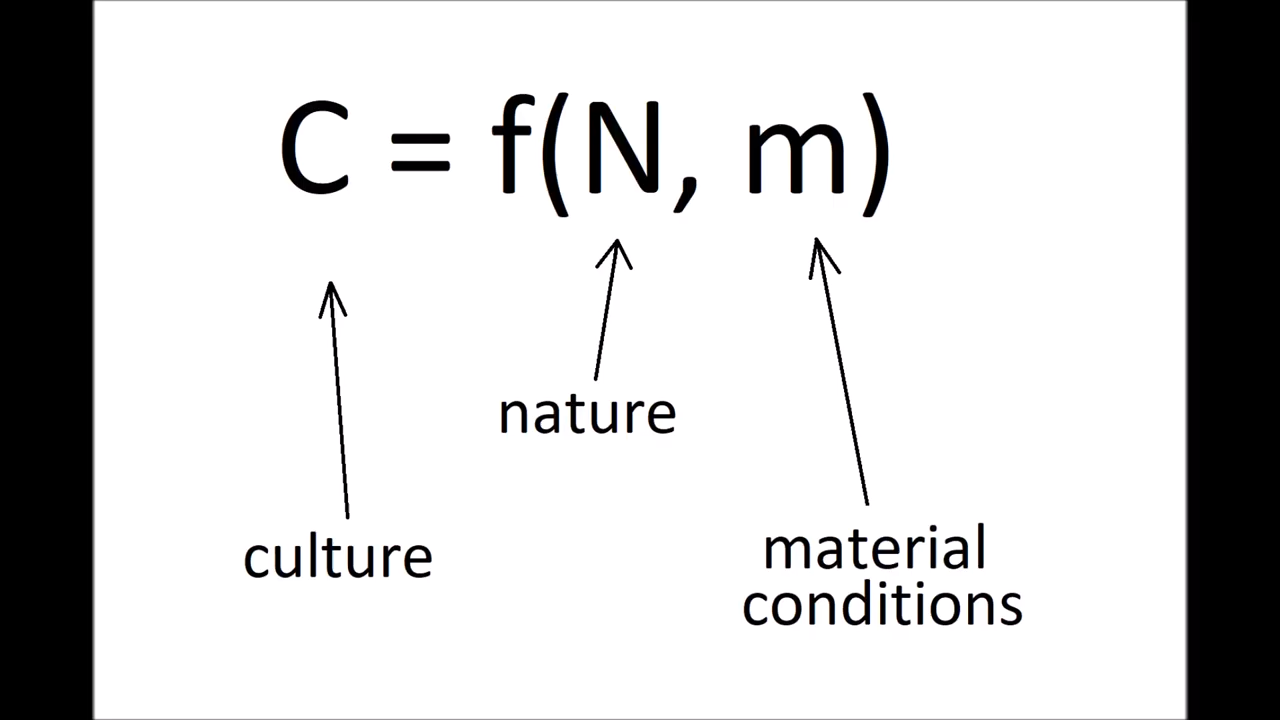 C = f(N, m)
nature
culture
material
conditions